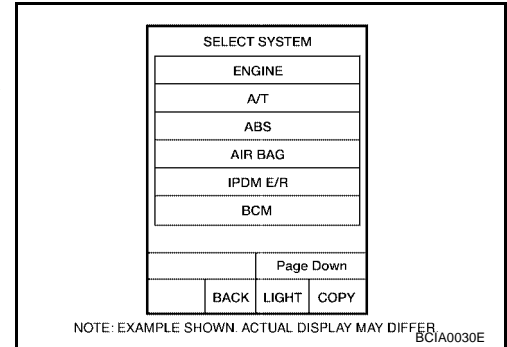 SELECT SYSTEM
ENGINE
A/T
ABS
AIR BAG
IPDM E/R
BCM
Page Down
BACK LIGHT COPY
NOTE: EXAMPLE SHOWN. ACTUAL DISPLAY MAY DIFFER.
BCIA0030E